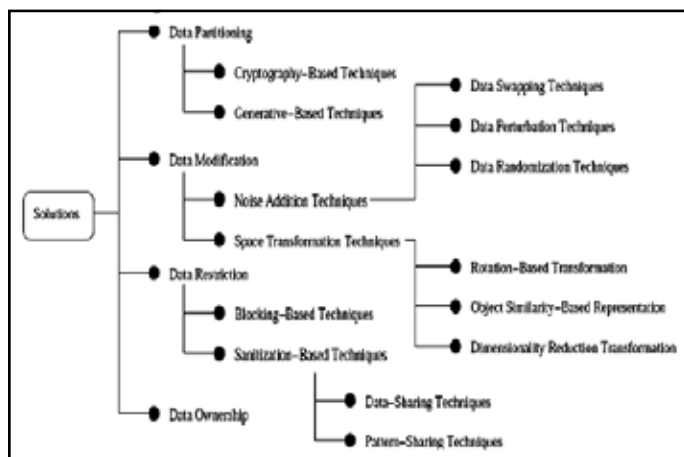 Data Partitioning
Cryptography-Based Techniques
Generative-Based Techniques
Data Swapping Techniques
Data Perturbation Techniques
Data Randomization Techniques
Data Modification
Noise Addition Techniques
Space Transformation Techniques
Solutions
Rotation-Based Transformation
Object Similarity-Based Representation
Dimensionality Reduction Transformation
Data Restriction
Blocking-Based Techniques
Sanitization-Based Techniques
Data-Sharing Techniques
Pattern-Sharing Techniques
Data Ownership